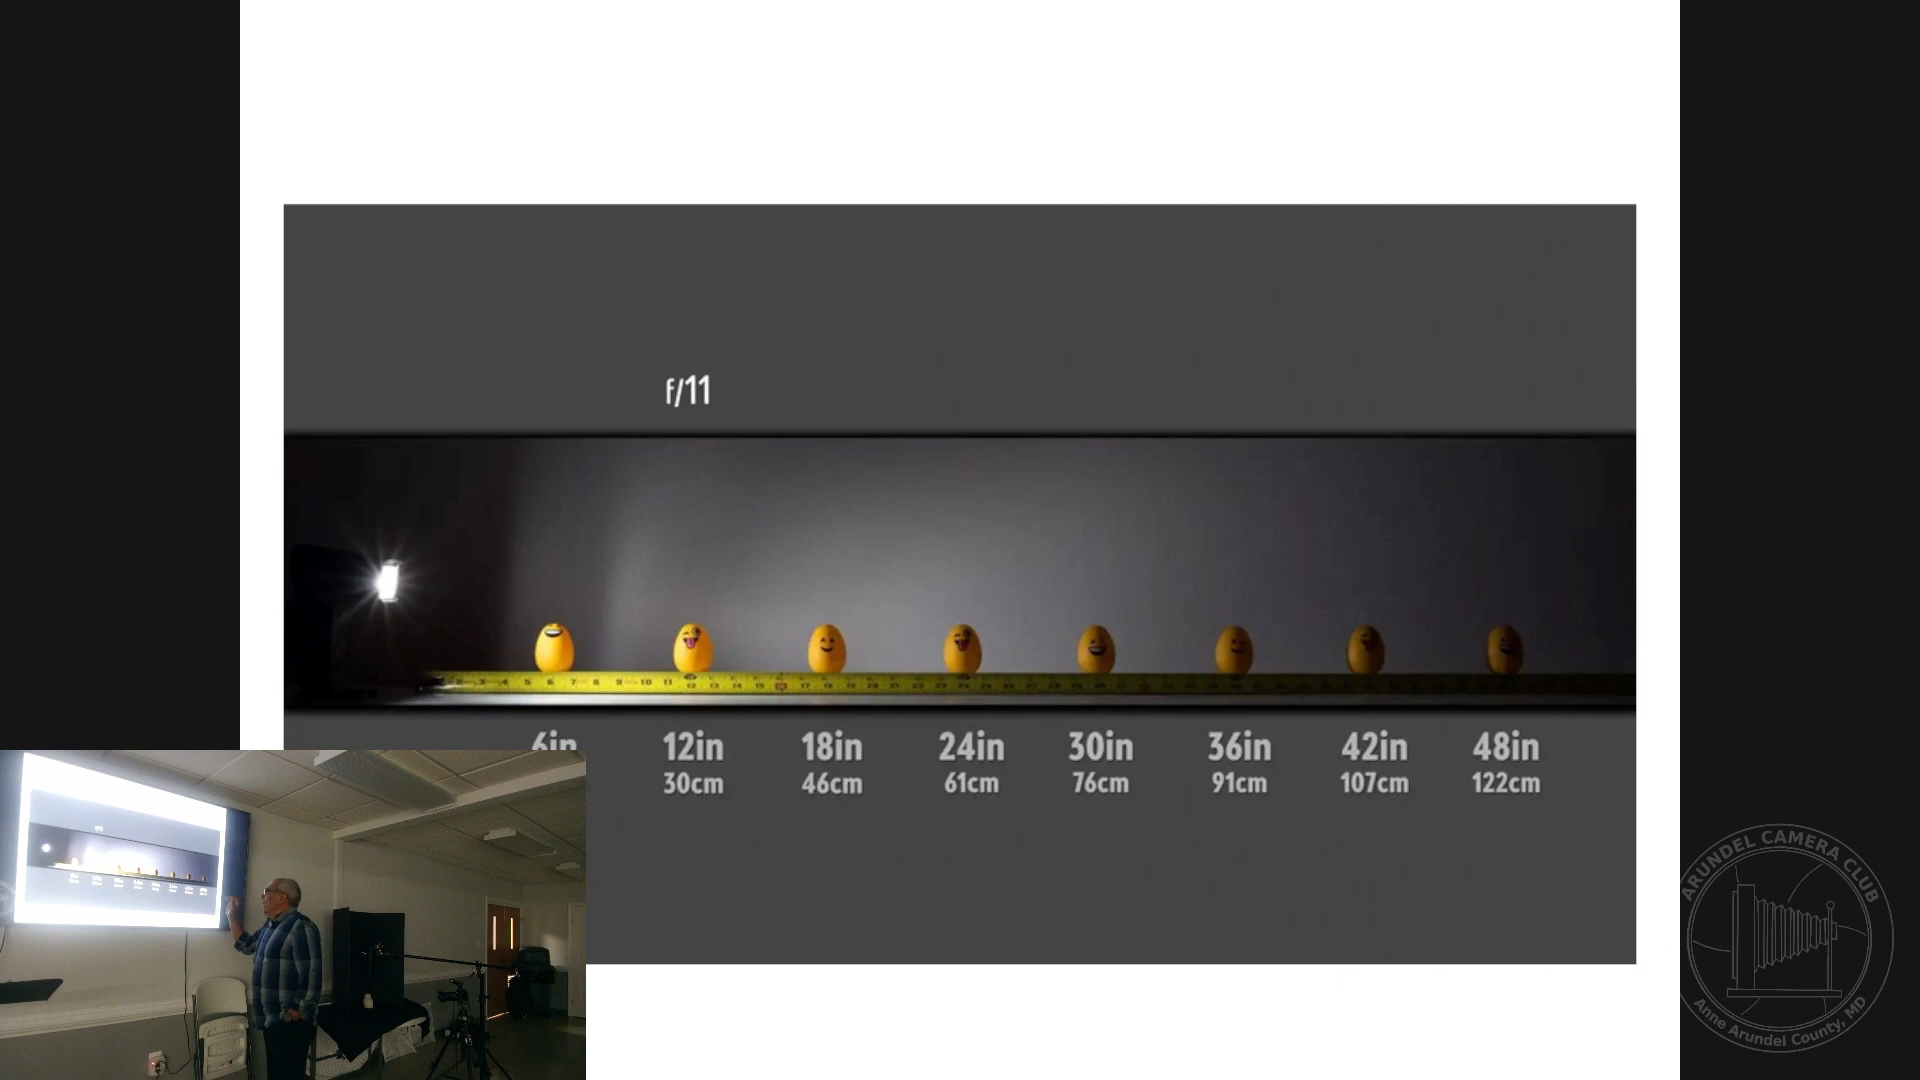 f/11
6in
12in
18in
24in
30in
36in
42in
48in
30cm
46cm
61cm
76cm
91cm
107cm
122cm
ARUNDEL CAMERA CLUB
Anne Arundel County, MD